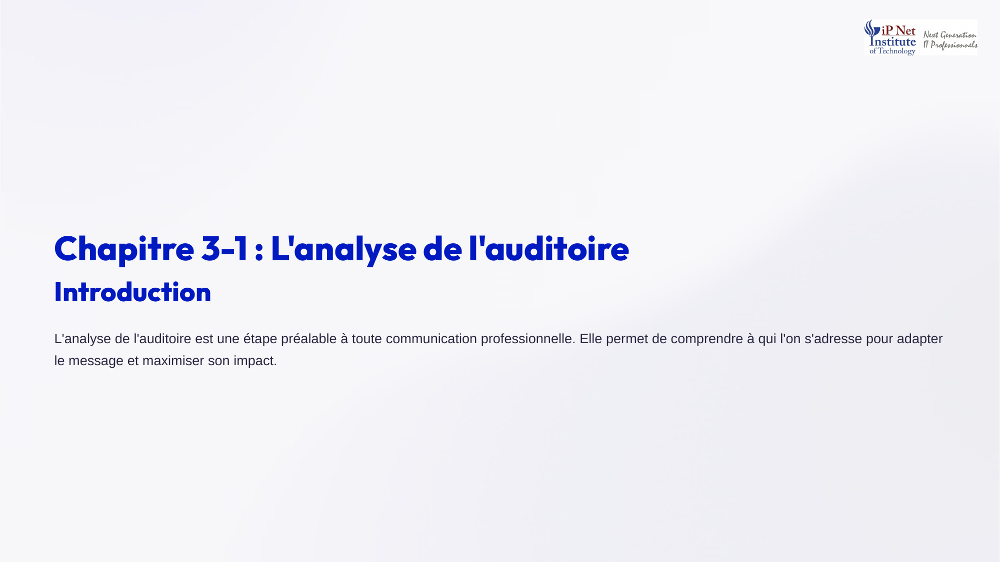 iP Net
Institute
of Technology
Next Generation
IT Professionnels
Chapitre 3-1 : L'analyse de l'auditoire
Introduction
L'analyse de l'auditoire est une étape préalable à toute communication professionnelle. Elle permet de comprendre à qui l'on s'adresse pour adapter
le message et maximiser son impact.